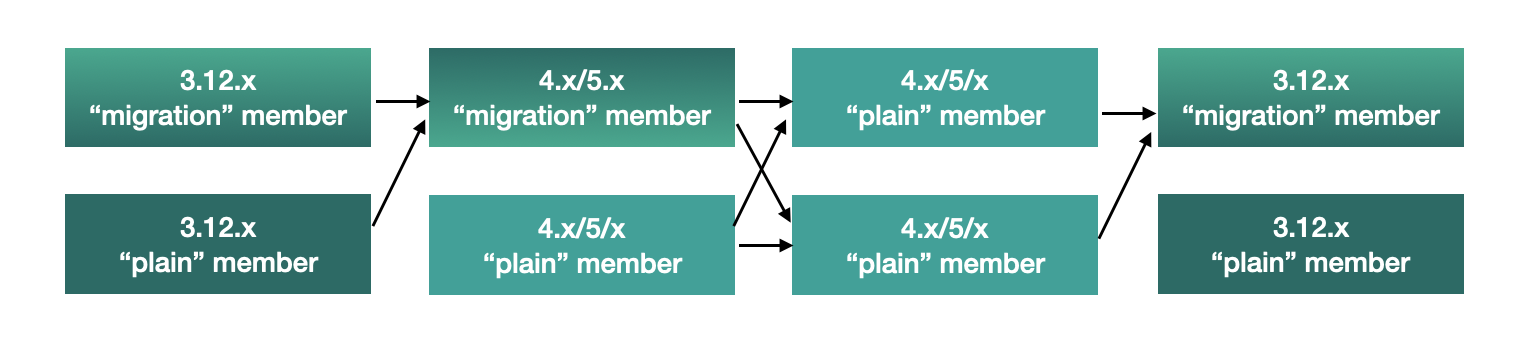 3.12.x
“migration” member
4.x/5.x
“migration” member
4.x/5/x
“plain” member
3.12.x
“migration” member
3.12.x
“plain” member
4.x/5/x
“plain” member
4.x/5/x
“plain” member
3.12.x
“plain” member